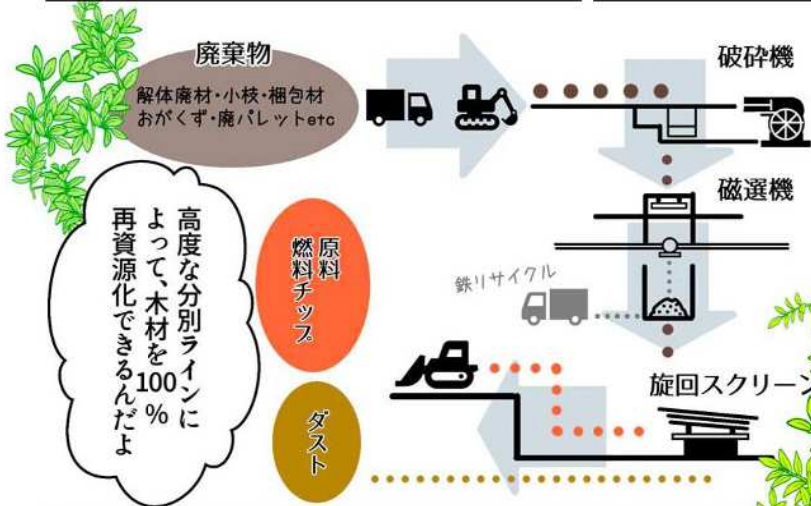 廃棄物
解体廃材・小枝・梱包材
おがくず・廃パレットetc
破砕機
磁選機
鉄リサイクル
旋回スクリーン
原料
燃料チップ
ダスト
高度な分別ラインに
よって、木材を100%
再資源化できるんだよ